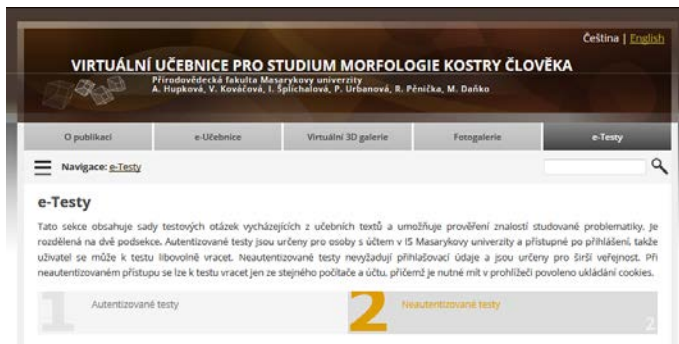 Čeština | English
VIRTUÁLNÍ UČEBNICE PRO STUDIUM MORFOLOGIE KOSTRY ČLOVĚKA
Přírodovědecká fakulta Masarykovy univerzity
A. Hupková, V. Kováčová, I. Šplíchalová, P. Urbanová, R. Pěnička, M. Daňko
O publikaci e-Učebnice Virtuální 3D galerie Fotogalerie e-Testy
Navigace: e-Testy
e-Testy
Tato sekce obsahuje sady testových otázek vycházejících z učebních textů a umožňuje prověření znalostí studované problematiky. Je
rozdělená na dvě podsekce. Autentizované testy jsou určeny pro osoby s účtem v IS Masarykovy univerzity a přístupné po přihlášení, takže
uživatel se může k testu libovolně vracet. Neautentizované testy nevyžadují přihlašovací údaje a jsou určeny pro širší veřejnost. Při
neautentizovaném přístupu se lze k testu vracet jen ze stejného počítače a účtu, přičemž je nutné mít v prohlížeči povoleno ukládání cookies.
1 Autentizované testy 2 Neautentizované testy
2